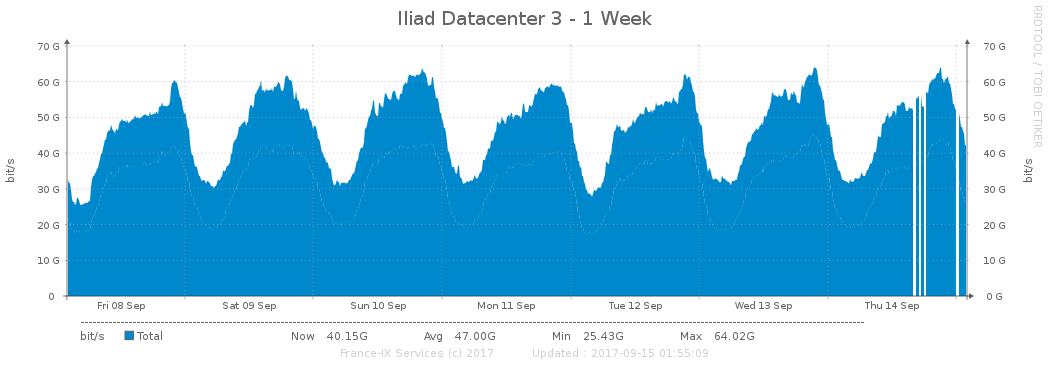 Iliad Datacenter 3 - 1 Week
RRDTOOL / TOBI OETIKER
bit/s
70 G 70 G
60 G 60 G
50 G 50 G
40 G 40 G
30 G 30 G
20 G 20 G
10 G 10 G
0 0 G
bit/s
Fri 08 Sep Sat 09 Sep Sun 10 Sep Mon 11 Sep Tue 12 Sep Wed 13 Sep Thu 14 Sep
bit/s Total Now 40.15G Avg 47.00G Min 25.43G Max 64.02G
France-IX Services (c) 2017 Updated : 2017-09-15 01:55:09